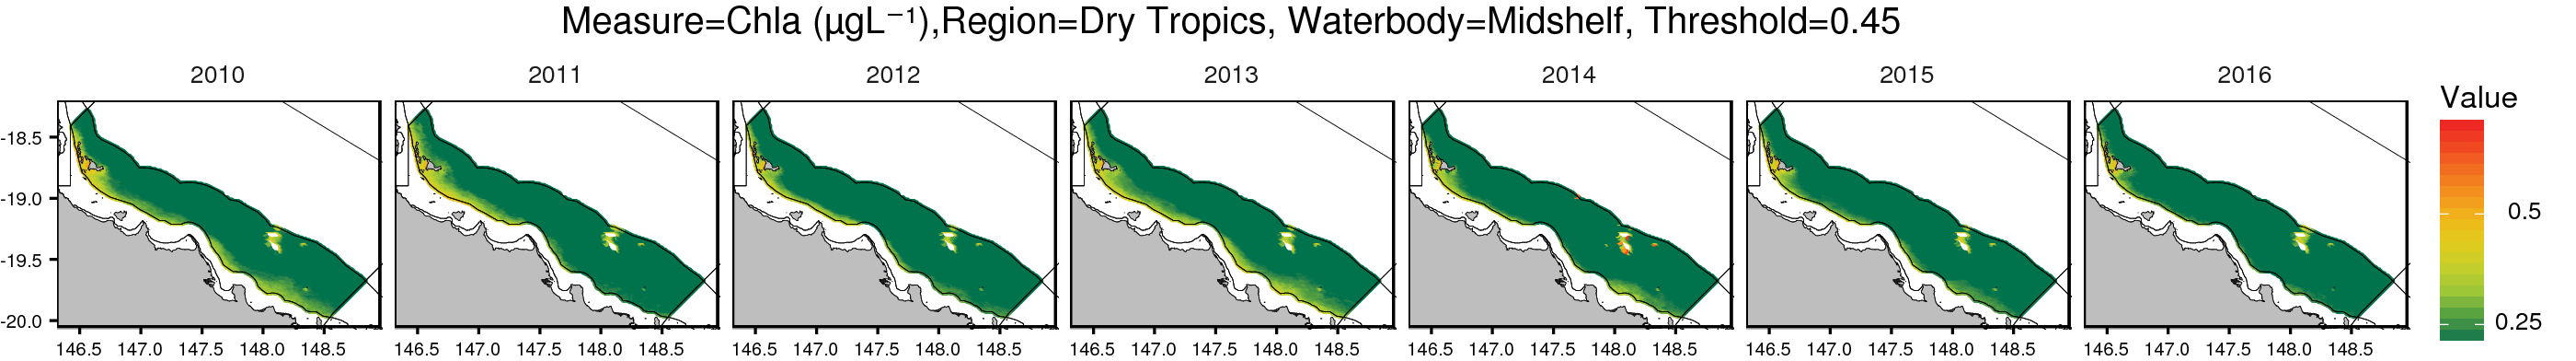 Measure=Chla (µgL⁻¹),Region=Dry Tropics, Waterbody=Midshelf, Threshold=0.45
2010 2011 2012 2013 2014 2015 2016
Value
-18.5
-19.0
-19.5
-20.0
0.5
0.25
146.5 147.0 147.5 148.0 148.5 146.5 147.0 147.5 148.0 148.5 146.5 147.0 147.5 148.0 148.5 146.5 147.0 147.5 148.0 148.5 146.5 147.0 147.5 148.0 148.5 146.5 147.0 147.5 148.0 148.5 146.5 147.0 147.5 148.0 148.5